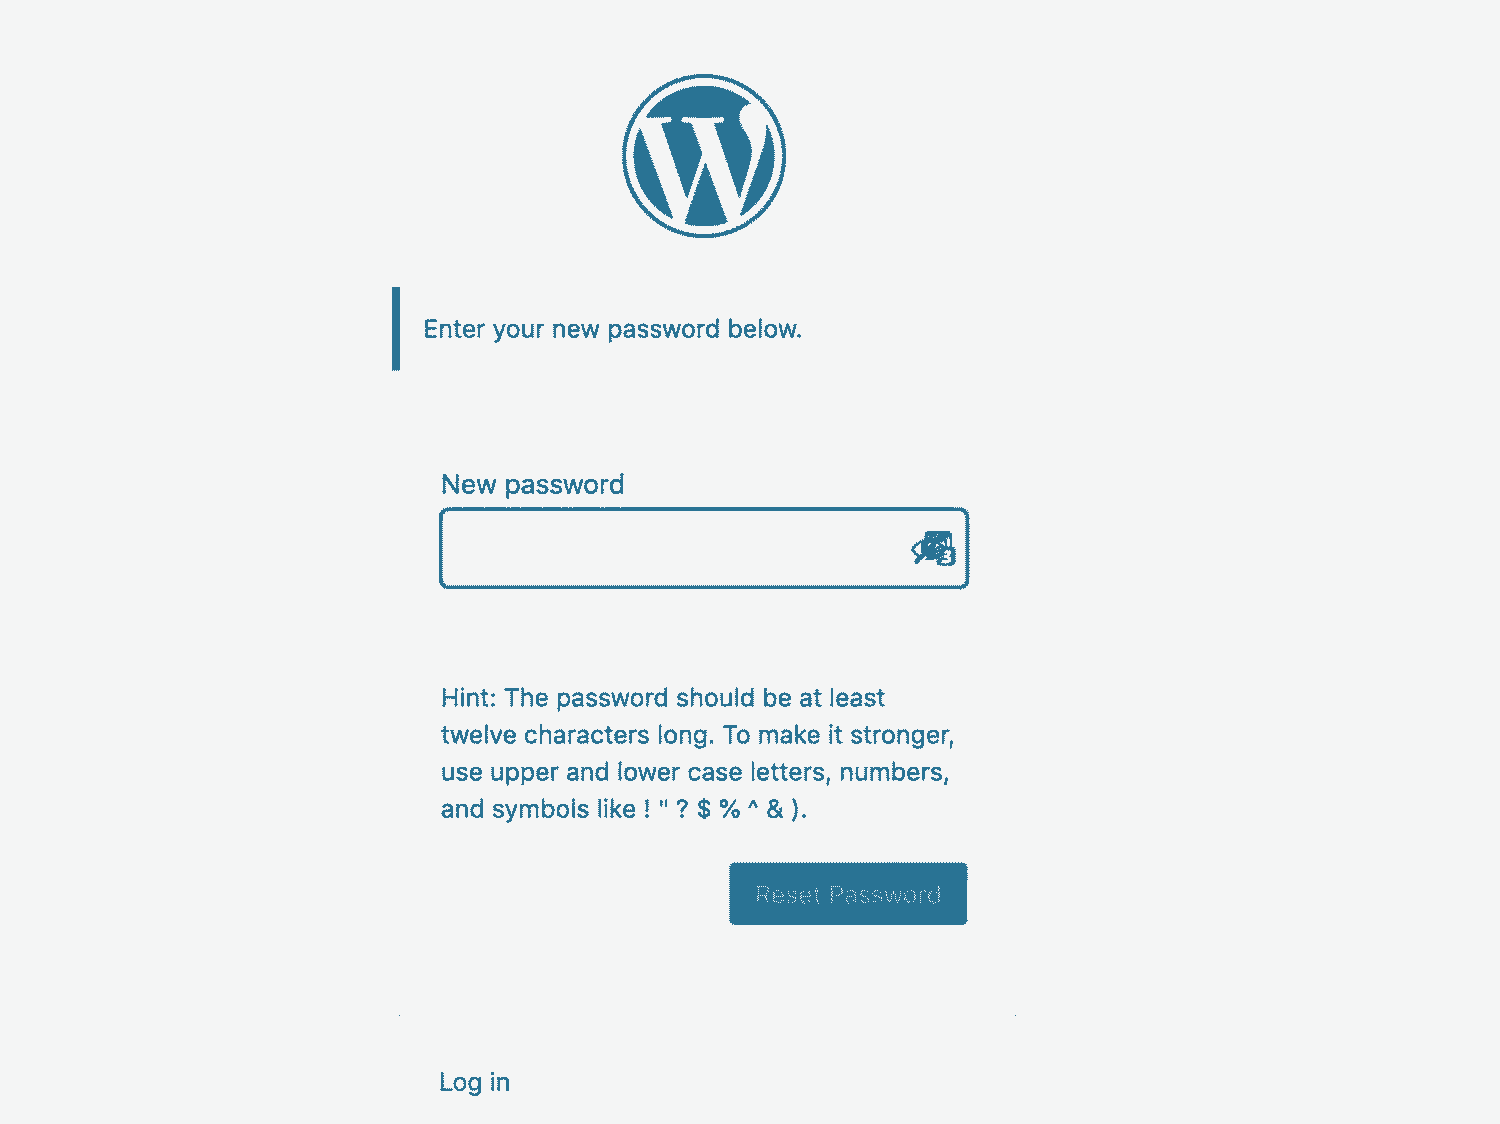 Enter your new password below.
New password
Hint: The password should be at least
twelve characters long. To make it stronger,
use upper and lower case letters, numbers,
and symbols like ! " ? $ % ^ & ).
Reset Password
Log in